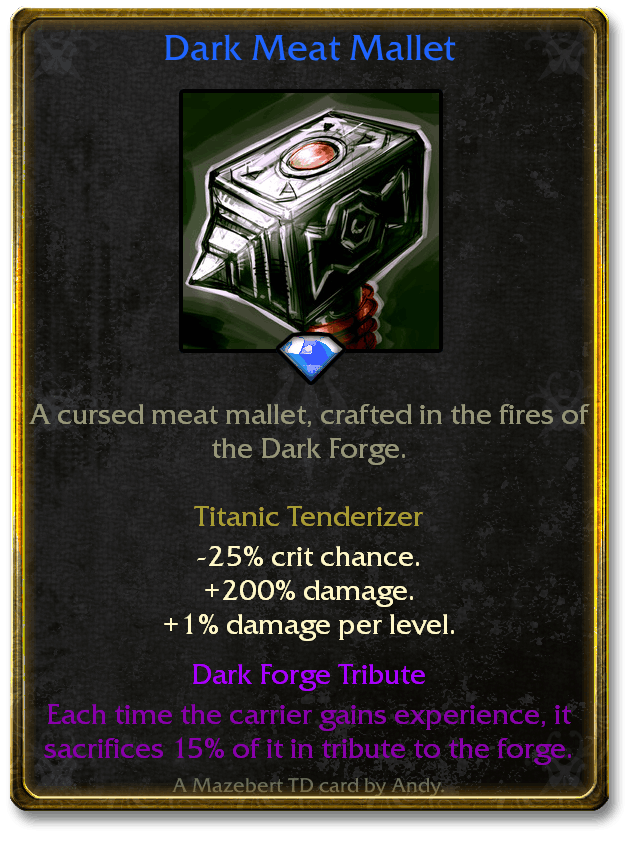 Dark Meat Mallet
A cursed meat mallet, crafted in the fires of
the Dark Forge.
Titanic Tenderizer
-25% crit chance.
+200% damage.
+1% damage per level.
Dark Forge Tribute
Each time the carrier gains experience, it
sacrifices 15% of it in tribute to the forge.
A Mazebert TD card by Andy.